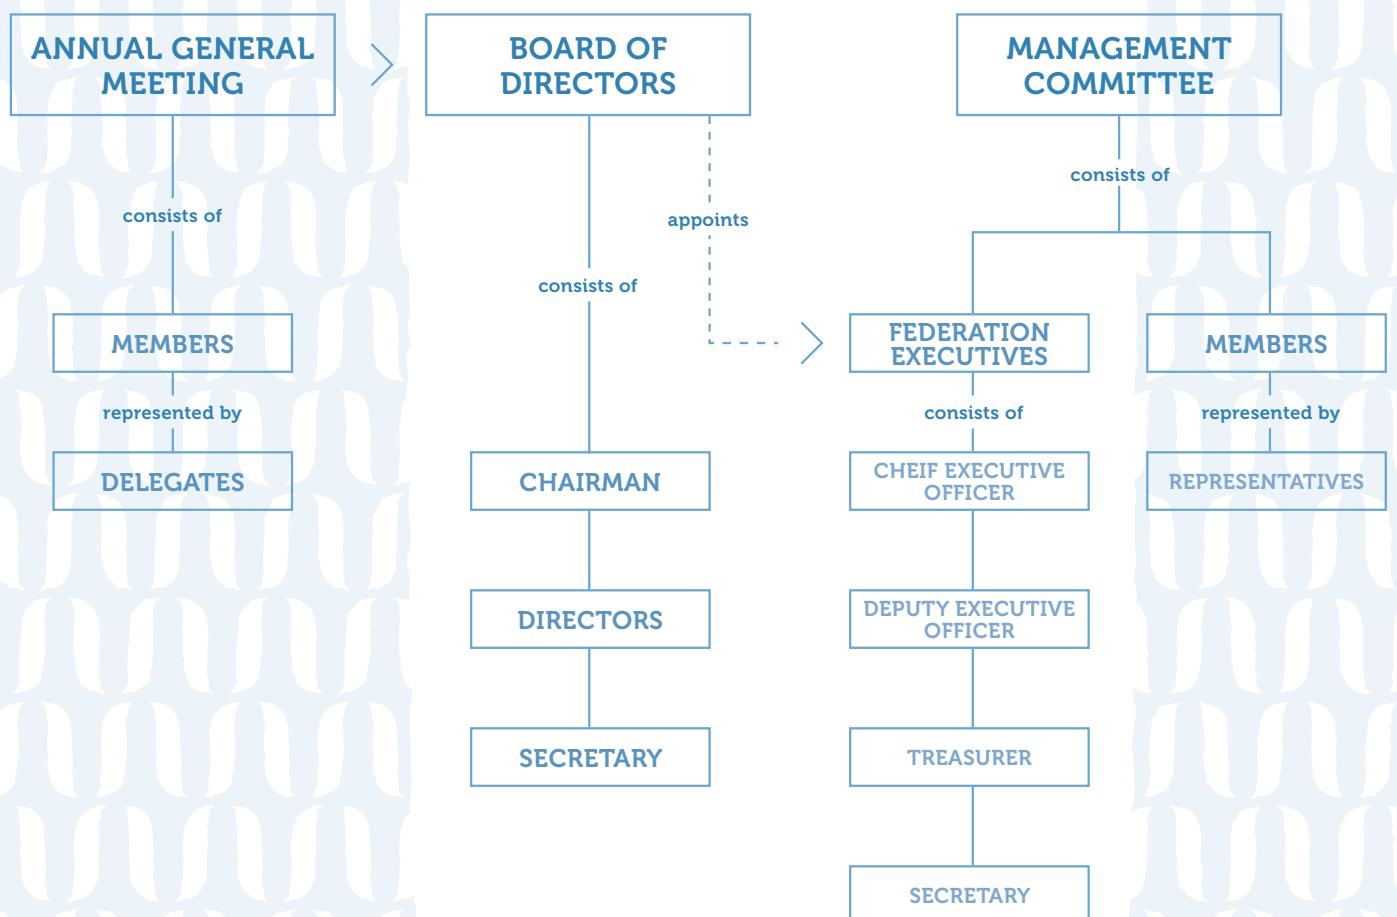 ANNUAL GENERAL
MEETING
consists of
MEMBERS
represented by
DELEGATES
BOARD OF
DIRECTORS
appoints
consists of
CHAIRMAN
DIRECTORS
SECRETARY
MANAGEMENT
COMMITTEE
consists of
FEDERATION
EXECUTIVES
consists of
CHEIF EXECUTIVE
OFFICER
DEPUTY EXECUTIVE
OFFICER
TREASURER
SECRETARY
MEMBERS
represented by
REPRESENTATIVES